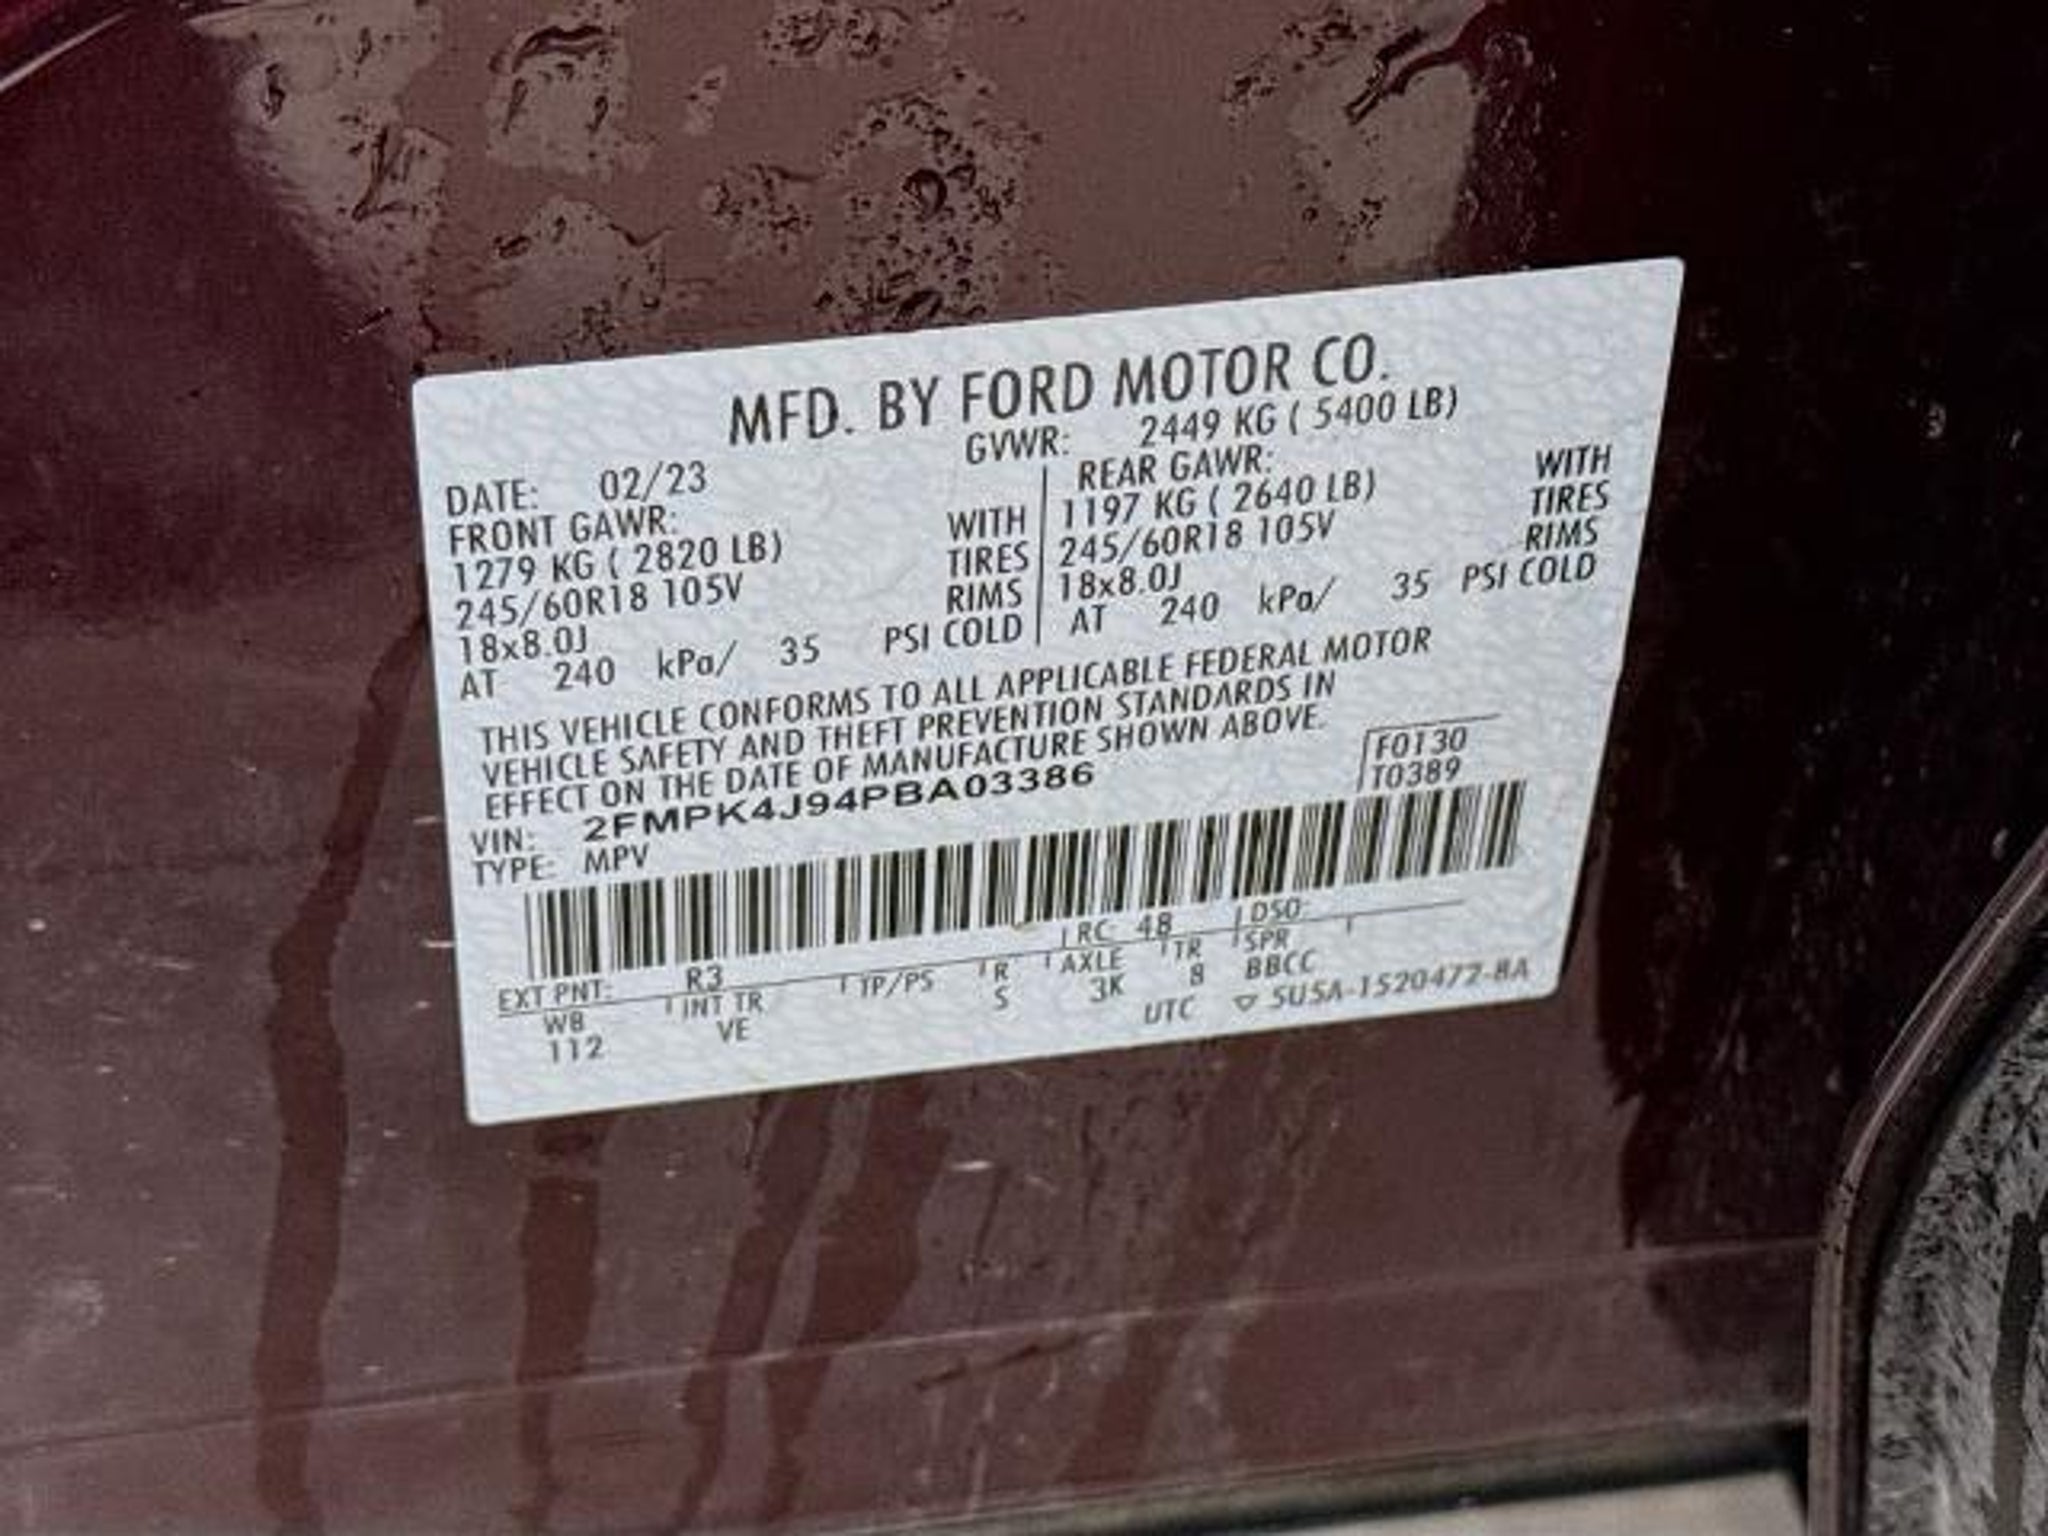 MFD. BY FORD MOTOR CO.
DATE: 02/23 GVWR: 2449 KG ( 5400 LB)
FRONT GAWR:
1279 KG ( 2820 LB) WITH
245/60R18 105V TIRES
18x8.0J RIMS
AT 240 kPa/ 35 PSI COLD
REAR GAWR:
1197 KG ( 2640 LB) WITH
245/60R18 105V TIRES
18x8.0J RIMS
AT 240 kPa/ 35 PSI COLD
THIS VEHICLE CONFORMS TO ALL APPLICABLE FEDERAL MOTOR
VEHICLE SAFETY AND THEFT PREVENTION STANDARDS IN
EFFECT ON THE DATE OF MANUFACTURE SHOWN ABOVE.
VIN: 2FMPK4J94PBA03386
TYPE: MPV
F0130
T0389
EXT PNT: R3 RC: 48 DSO:
WB INT TR TP/PS R AXLE TR SPR
112 VE S 3K 8 BBCC
UTC ▽ 5U5A-1520472-BA